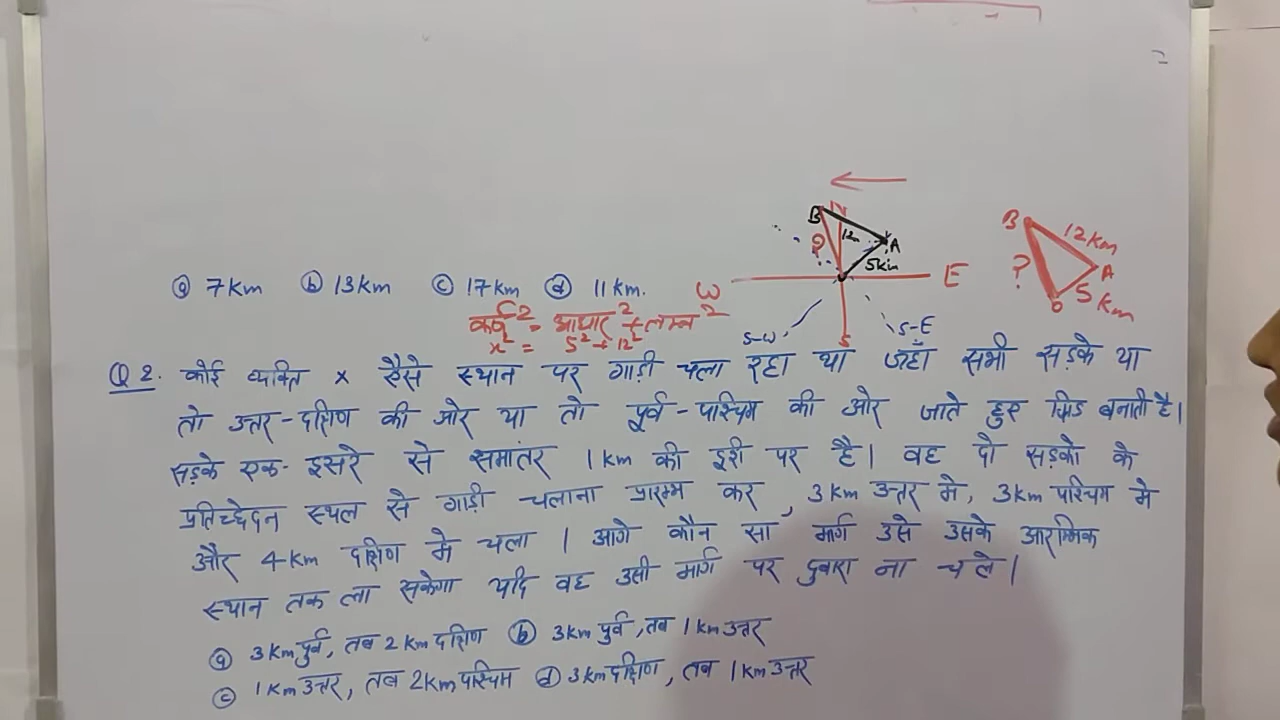 B N
12m A
? 5km
W E
S-W S S-E
B
12km
A
?
5 km
O
ⓐ 7km ⓑ 13km ⓒ 17km ⓓ 11km.
कर्ण² = आधार² + लम्ब²
x² = 5² + 12²
Q 2. कोई व्यक्ति x ऐसे स्थान पर गाड़ी चला रहा था जहाँ सभी सड़के या
तो उत्तर-दक्षिण की ओर या तो पूर्व-पश्चिम की ओर जाते हुए ग्रिड बनाती है।
सड़के एक-दूसरे से समांतर 1km की दूरी पर है। वह दो सड़को के
प्रतिच्छेदन स्थल से गाड़ी चलाना प्रारम्भ कर, 3km उत्तर मे, 3km पश्चिम मे
और 4km दक्षिण मे चला। आगे कौन सा मार्ग उसे उसके आरम्भिक
स्थान तक ला सकेगा यदि वह उसी मार्ग पर दुबारा ना चले।
ⓐ 3km पुर्व, तब 2km दक्षिण ⓑ 3km पुर्व, तब 1km उत्तर
ⓒ 1km उत्तर, तब 2km पश्चिम ⓓ 3km दक्षिण, तब 1km उत्तर